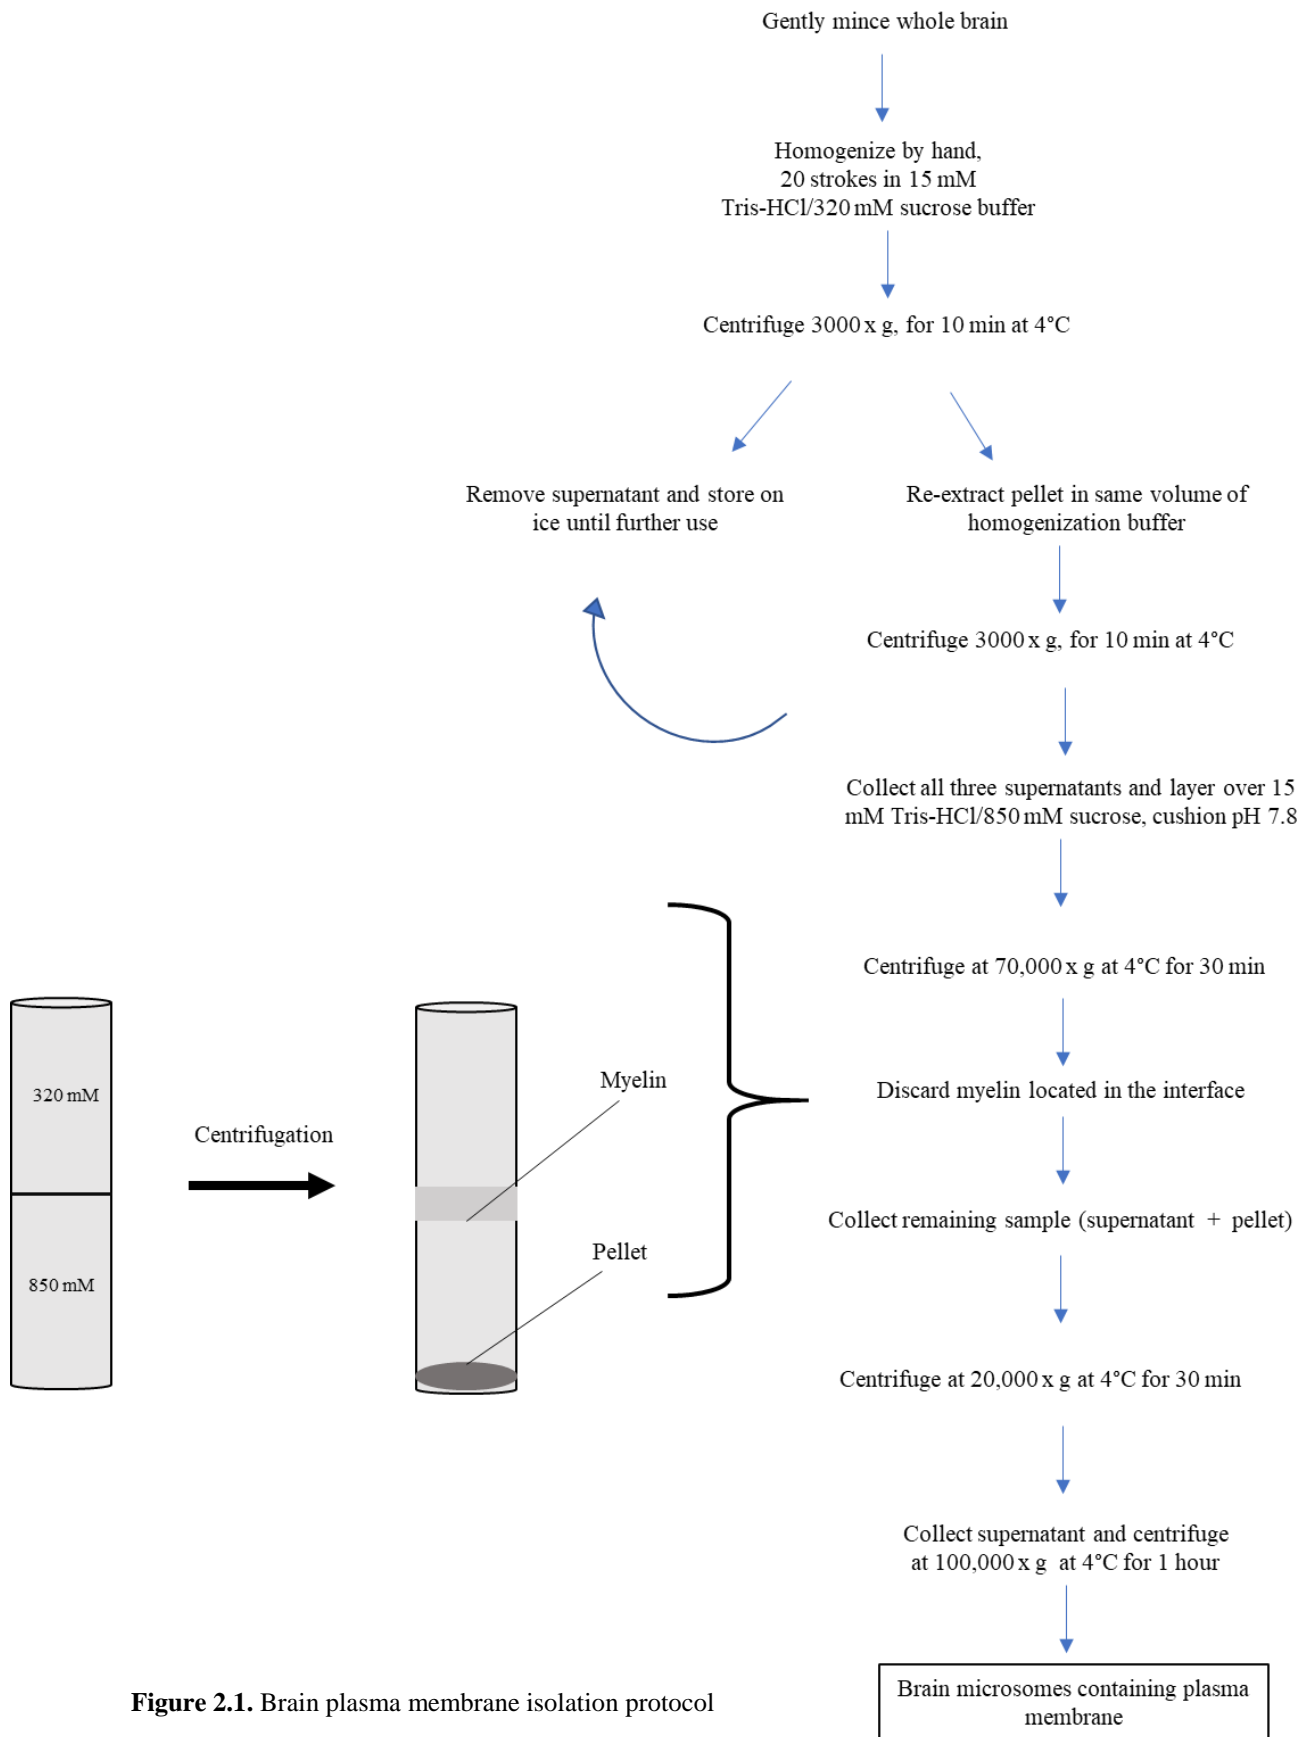 Gently mince whole brain
Homogenize by hand,
20 strokes in 15 mM
Tris-HCl/320 mM sucrose buffer
Centrifuge 3000 x g, for 10 min at 4°C
Remove supernatant and store on
ice until further use
Re-extract pellet in same volume of
homogenization buffer
Centrifuge 3000 x g, for 10 min at 4°C
Collect all three supernatants and layer over 15
mM Tris-HCl/850 mM sucrose, cushion pH 7.8
Centrifuge at 70,000 x g at 4°C for 30 min
320 mM
850 mM
Centrifugation
Myelin
Pellet
Discard myelin located in the interface
Collect remaining sample (supernatant + pellet)
Centrifuge at 20,000 x g at 4°C for 30 min
Collect supernatant and centrifuge
at 100,000 x g at 4°C for 1 hour
Brain microsomes containing plasma
membrane
Figure 2.1. Brain plasma membrane isolation protocol